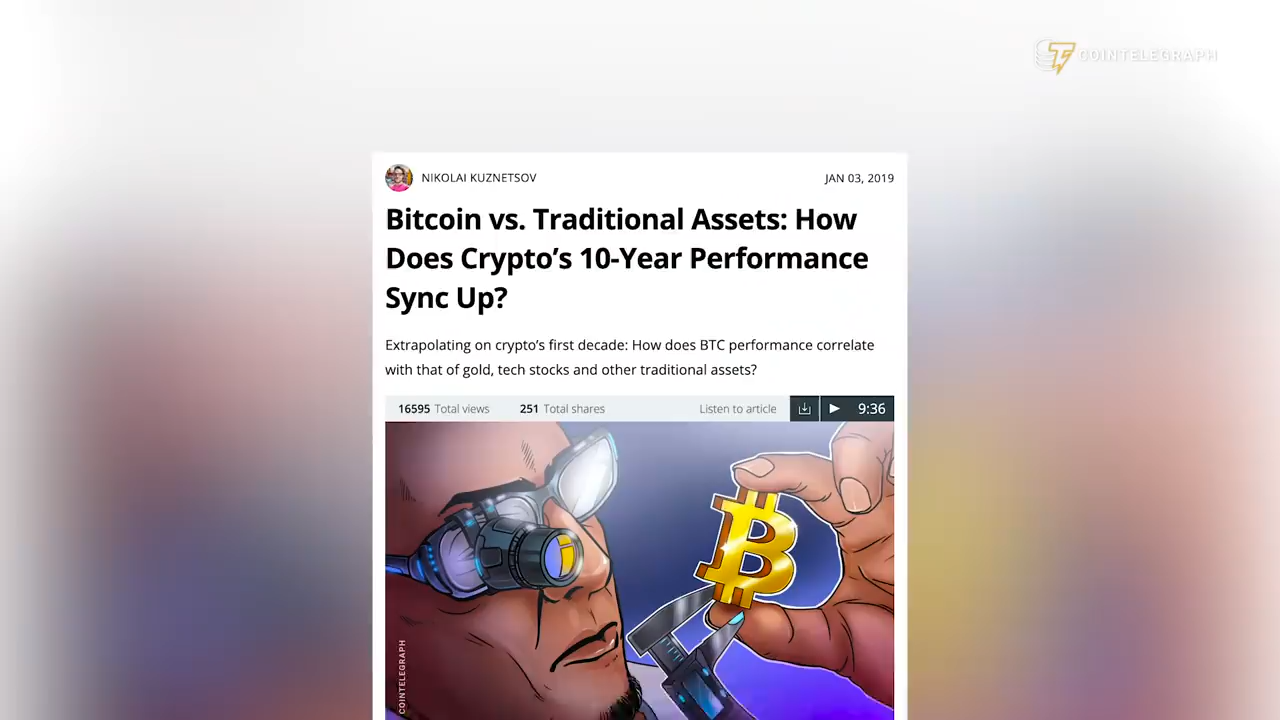 COINTELEGRAPH
NIKOLAI KUZNETSOV
JAN 03, 2019
Bitcoin vs. Traditional Assets: How
Does Crypto’s 10-Year Performance
Sync Up?
Extrapolating on crypto’s first decade: How does BTC performance correlate
with that of gold, tech stocks and other traditional assets?
16595 Total views 251 Total shares Listen to article 9:36
COINTELEGRAPH